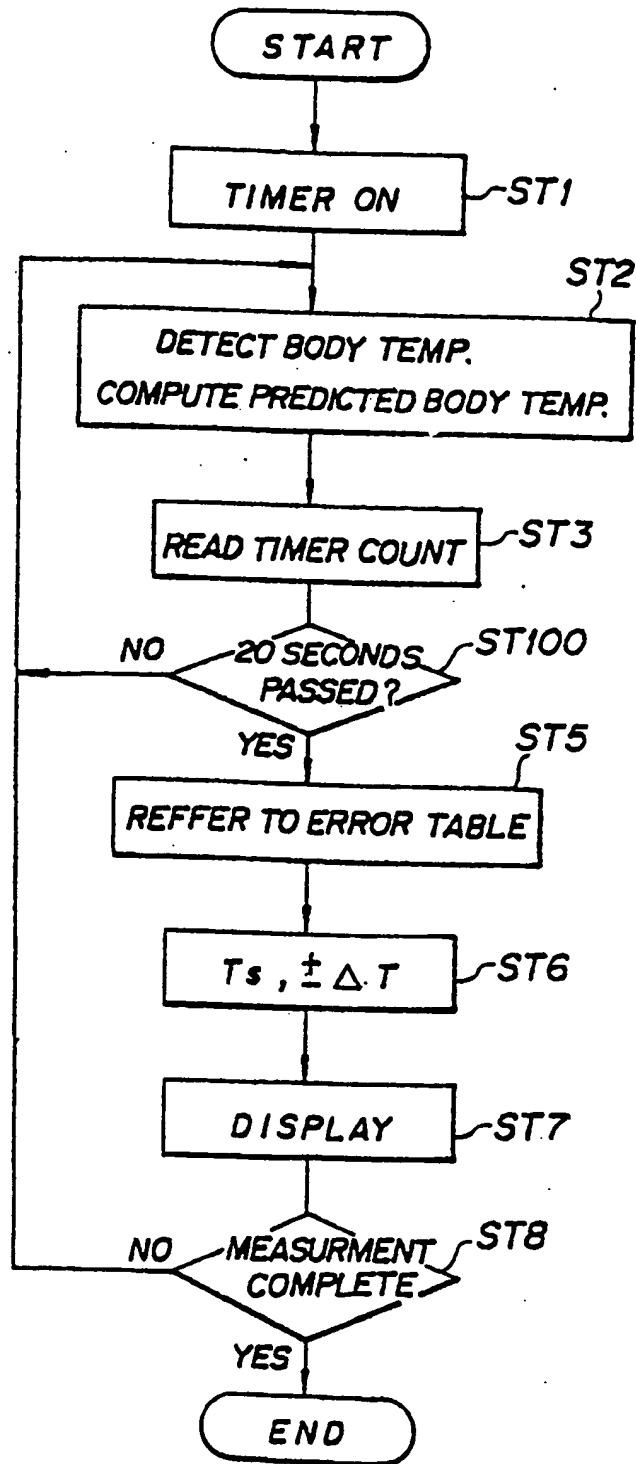 START
TIMER ON
ST1
ST2
DETECT BODY TEMP.
COMPUTE PREDICTED BODY TEMP.
READ TIMER COUNT
ST3
NO
20 SECONDS
PASSED?
ST100
YES
ST5
REFFER TO ERROR TABLE
Ts, ± △T
ST6
DISPLAY
ST7
NO
MEASURMENT
COMPLETE
ST8
YES
END